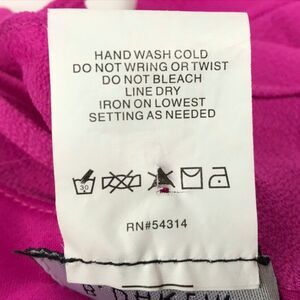 HAND WASH COLD
DO NOT WRING OR TWIST
DO NOT BLEACH
LINE DRY
IRON ON LOWEST
SETTING AS NEEDED
30
RN#54314